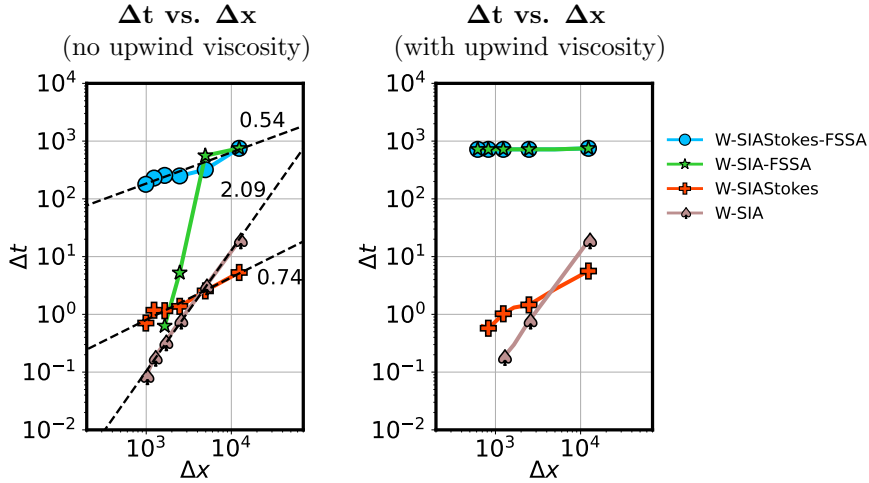 Δt vs. Δx
(no upwind viscosity)
10^4
10^3
10^2
10^1
10^0
10^-1
10^-2
Δt
0.54
2.09
0.74
10^3
10^4
Δx
Δt vs. Δx
(with upwind viscosity)
10^4
10^3
10^2
10^1
10^0
10^-1
10^-2
Δt
10^3
10^4
Δx
W-SIAStokes-FSSA
W-SIA-FSSA
W-SIAStokes
W-SIA